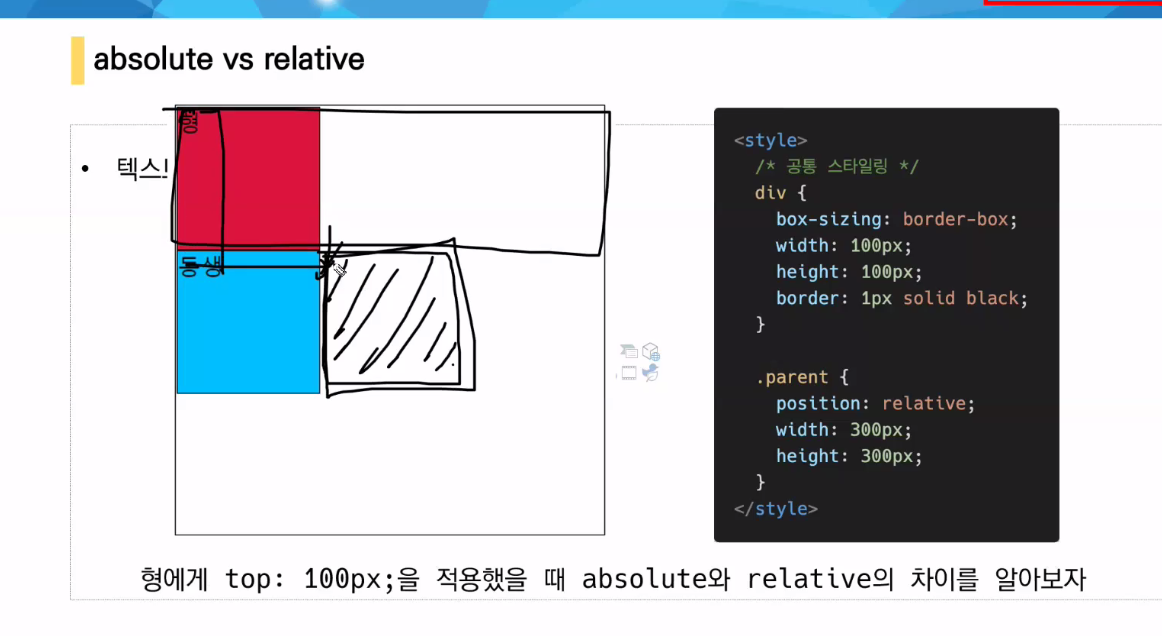 absolute vs relative
형
동생
<style>
/* 공통 스타일링 */
div {
box-sizing: border-box;
width: 100px;
height: 100px;
border: 1px solid black;
}
.parent {
position: relative;
width: 300px;
height: 300px;
}
</style>
형에게 top: 100px;을 적용했을 때 absolute와 relative의 차이를 알아보자